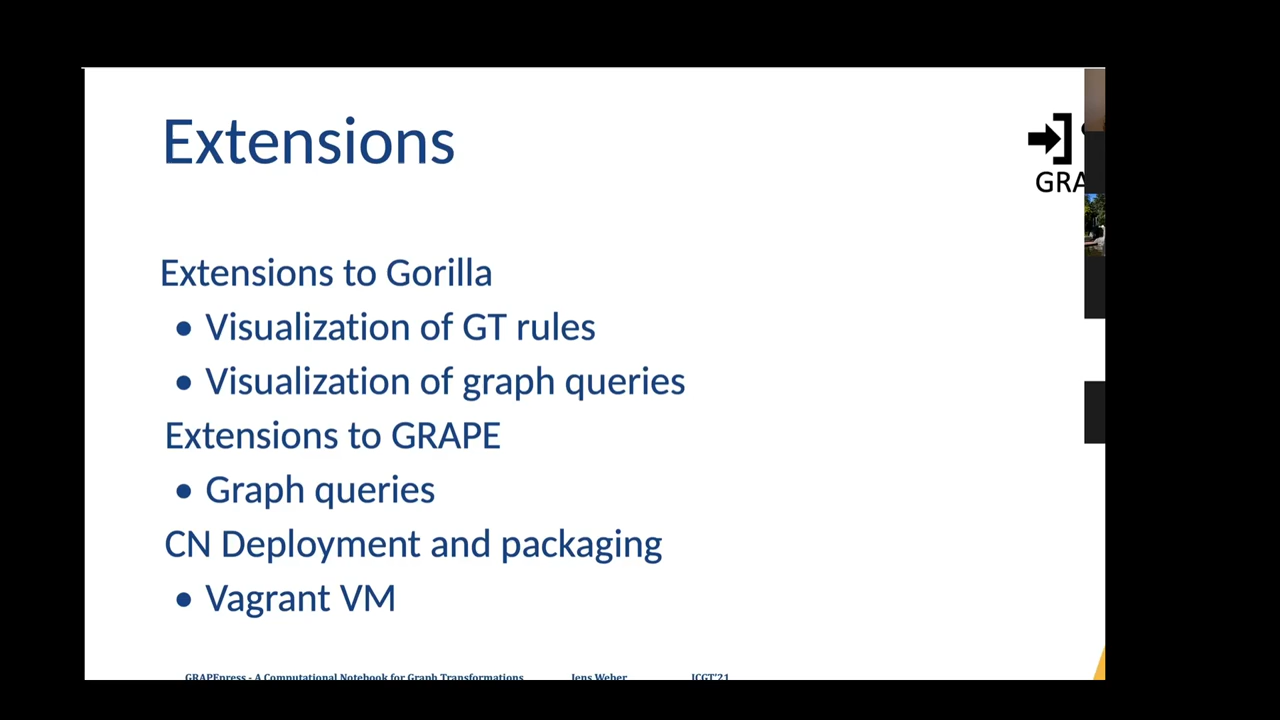 Extensions
GRA
Extensions to Gorilla
• Visualization of GT rules
• Visualization of graph queries
Extensions to GRAPE
• Graph queries
CN Deployment and packaging
• Vagrant VM
GRAPEpress - A Computational Notebook for Graph Transformations Jens Weber ICGT'21